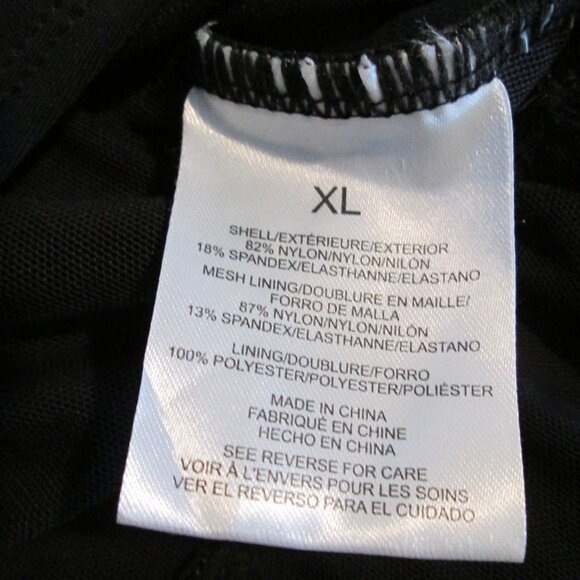 XL
SHELL/EXTÉRIEURE/EXTERIOR
82% NYLON/NYLON/NILÓN
18% SPANDEX/ELASTHANNE/ELASTANO
MESH LINING/DOUBLURE EN MAILLE/
FORRO DE MALLA
87% NYLON/NYLON/NILÓN
13% SPANDEX/ELASTHANNE/ELASTANO
LINING/DOUBLURE/FORRO
100% POLYESTER/POLYESTER/POLIÉSTER
MADE IN CHINA
FABRIQUÉ EN CHINE
HECHO EN CHINA
SEE REVERSE FOR CARE
VOIR À L'ENVERS POUR LES SOINS
VER EL REVERSO PARA EL CUIDADO